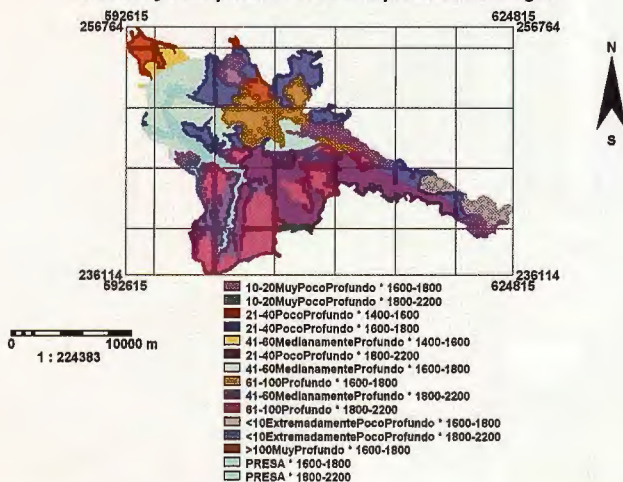 592615
624815
256764
256764
N
S
236114
236114
592615
624815
10-20MuyPocoProfundo * 1600-1800
10-20MuyPocoProfundo * 1800-2200
21-40PocoProfundo * 1400-1600
21-40PocoProfundo * 1600-1800
41-60MedianamenteProfundo * 1400-1600
21-40PocoProfundo * 1800-2200
41-60MedianamenteProfundo * 1600-1800
61-100Profundo * 1600-1800
41-60MedianamenteProfundo * 1800-2200
61-100Profundo * 1800-2200
<10ExtremadamentePocoProfundo * 1600-1800
<10ExtremadamentePocoProfundo * 1800-2200
>100MuyProfundo * 1600-1800
PRESA * 1600-1800
PRESA * 1800-2200
0 10000 m
1 : 224383